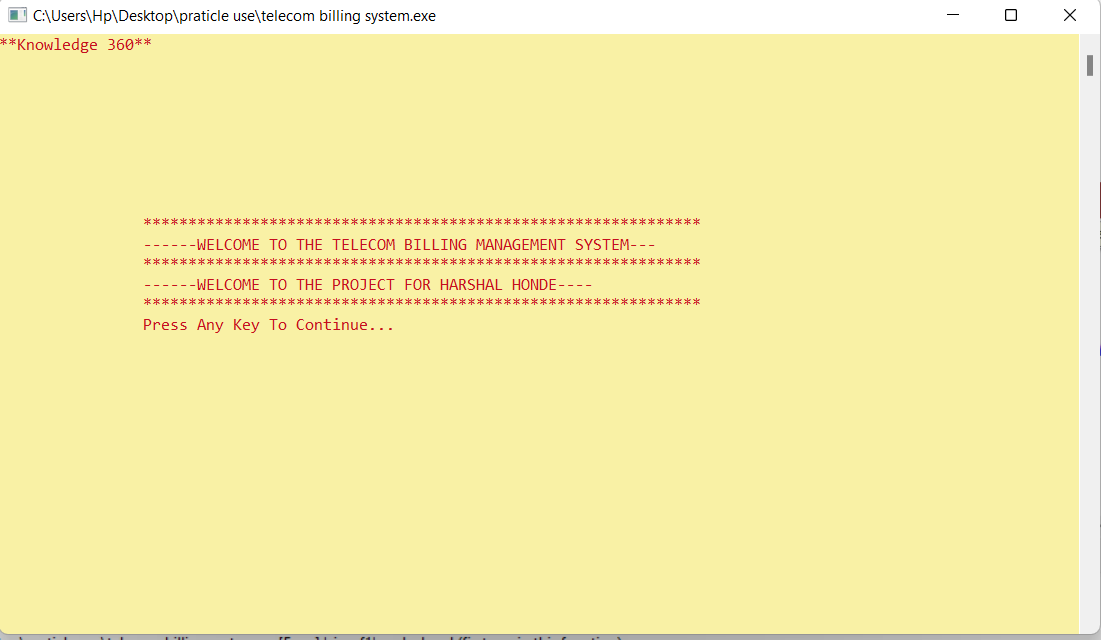 C:\Users\Hp\Desktop\praticle use\telecom billing system.exe
**Knowledge 360**
**************************************************************
------WELCOME TO THE TELECOM BILLING MANAGEMENT SYSTEM---
**************************************************************
------WELCOME TO THE PROJECT FOR HARSHAL HONDE----
**************************************************************
Press Any Key To Continue...